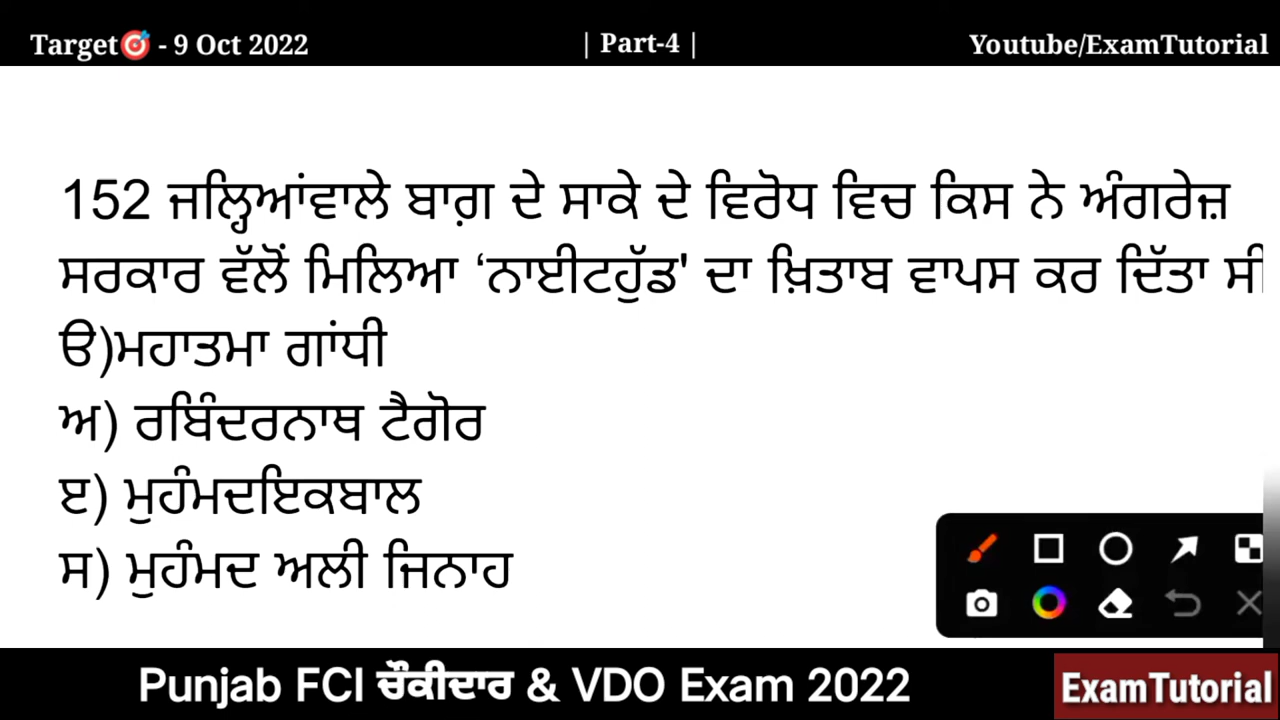 Target🎯 - 9 Oct 2022 | Part-4 | Youtube/ExamTutorial
152 ਜਲ੍ਹਿਆਂਵਾਲੇ ਬਾਗ਼ ਦੇ ਸਾਕੇ ਦੇ ਵਿਰੋਧ ਵਿਚ ਕਿਸ ਨੇ ਅੰਗਰੇਜ਼
ਸਰਕਾਰ ਵੱਲੋਂ ਮਿਲਿਆ ‘ਨਾਈਟਹੁੱਡ' ਦਾ ਖ਼ਿਤਾਬ ਵਾਪਸ ਕਰ ਦਿੱਤਾ ਸੀ
ੳ)ਮਹਾਤਮਾ ਗਾਂਧੀ
ਅ) ਰਬਿੰਦਰਨਾਥ ਟੈਗੋਰ
ੲ) ਮੁਹੰਮਦਇਕਬਾਲ
ਸ) ਮੁਹੰਮਦ ਅਲੀ ਜਿਨਾਹ
Punjab FCI ਚੌਕੀਦਾਰ & VDO Exam 2022 ExamTutorial